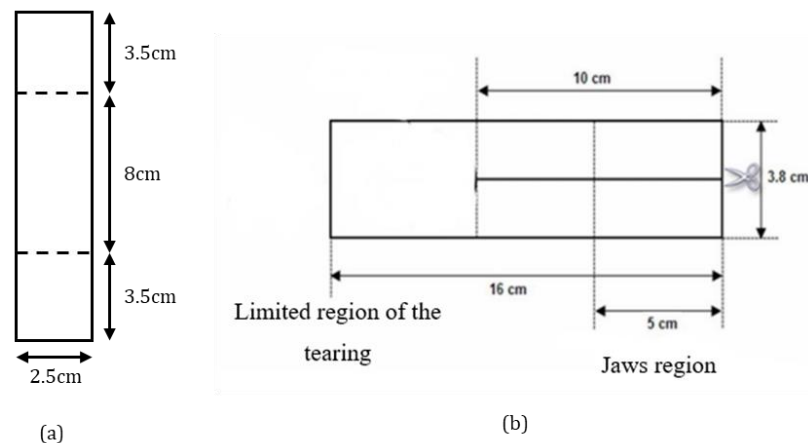 3.5cm
8cm
3.5cm
2.5cm
(a)
10 cm
3.8 cm
16 cm
5 cm
Limited region of the
tearing
Jaws region
(b)